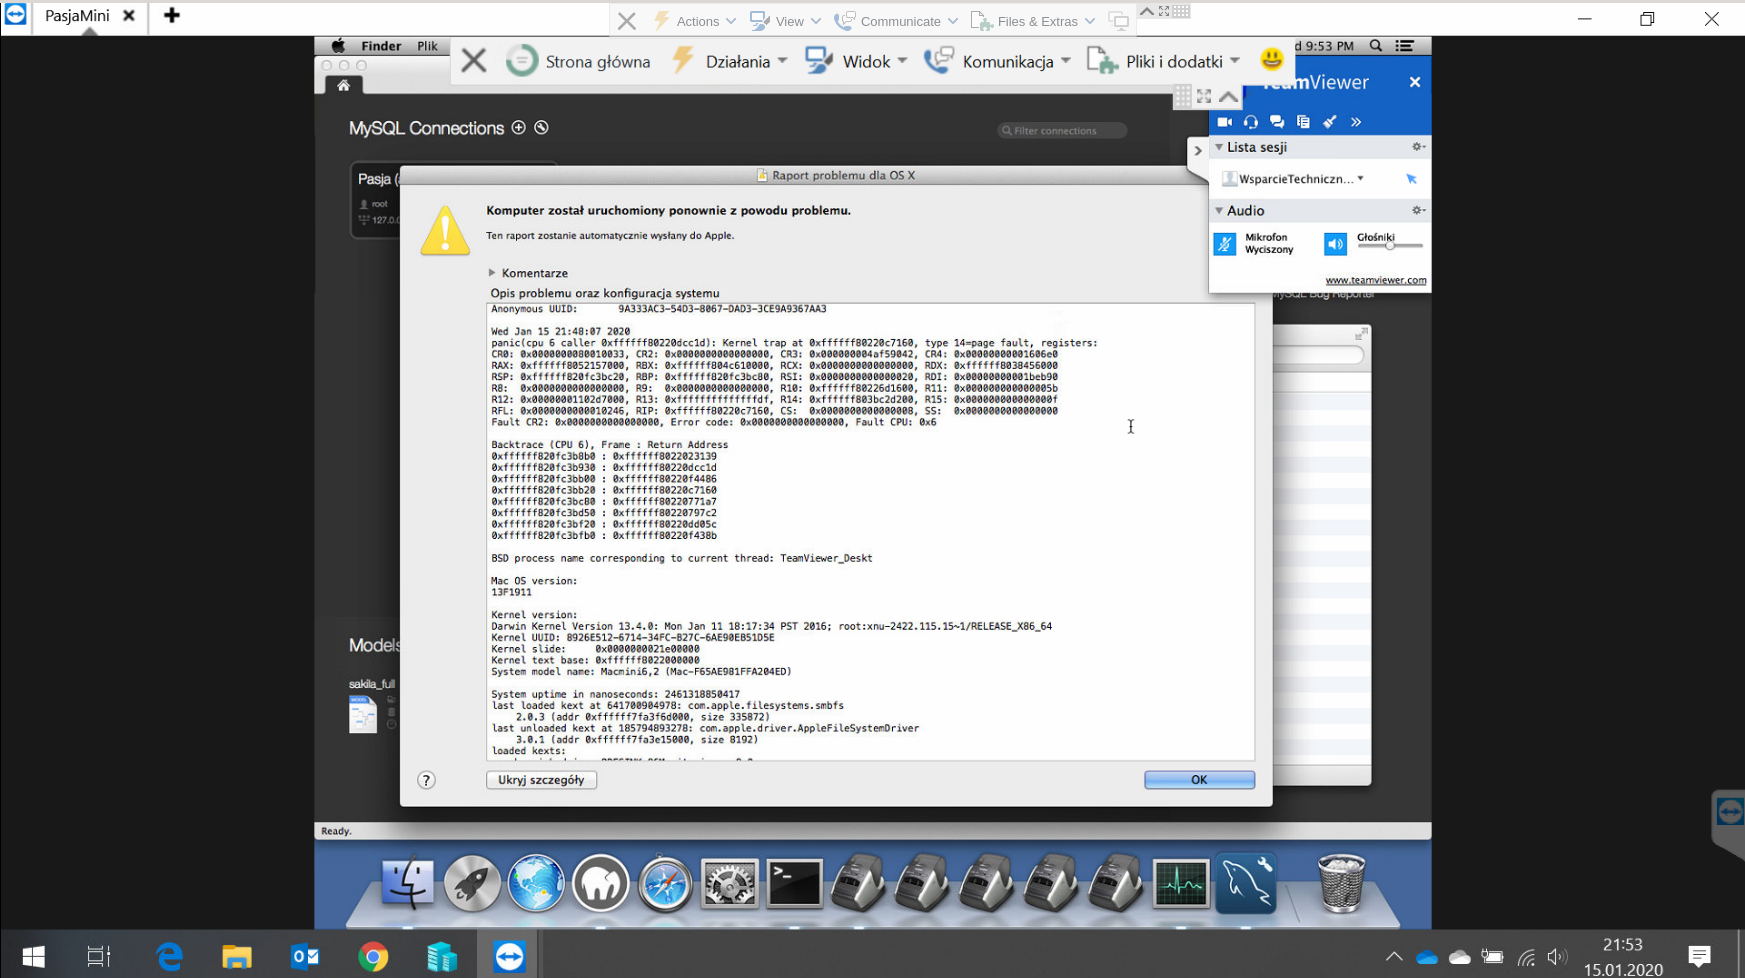 PasjaMini
Actions
View
Communicate
Files & Extras
Finder
Plik
Strona główna
Działania
Widok
Komunikacja
Pliki i dodatki
d 9:53 PM
TeamViewer
MySQL Connections
Filter connections
Pasja (
root
127.0.0
Lista sesji
WsparcieTechniczn...
Audio
Mikrofon
Wyciszony
Głośniki
www.teamviewer.com
MySQL Bug Reporter
Raport problemu dla OS X
Komputer został uruchomiony ponownie z powodu problemu.
Ten raport zostanie automatycznie wysłany do Apple.
Komentarze
Opis problemu oraz konfiguracja systemu
Anonymous UUID: 9A333AC3-54D3-8067-DAD3-3CE9A9367AA3
Wed Jan 15 21:48:07 2020
panic(cpu 6 caller 0xffffff80220dcc1d): Kernel trap at 0xffffff80220c7160, type 14=page fault, registers:
CR0: 0x0000000080010033, CR2: 0x0000000000000000, CR3: 0x000000004af59042, CR4: 0x00000000001606e0
RAX: 0xffffff8052157000, RBX: 0xffffff804c610000, RCX: 0x0000000000000000, RDX: 0xffffff8038456000
RSP: 0xffffff820fc3bc20, RBP: 0xffffff820fc3bc80, RSI: 0x0000000000000020, RDI: 0x0000000001beb90
R8: 0x0000000000000000, R9: 0x0000000000000000, R10: 0xffffff80226d1600, R11: 0x000000000000005b
R12: 0x00000001102d7000, R13: 0xffffffffffffffdf, R14: 0xffffff803bc2d200, R15: 0x000000000000000f
RFL: 0x0000000000010246, RIP: 0xffffff80220c7160, CS: 0x0000000000000008, SS: 0x0000000000000000
Fault CR2: 0x0000000000000000, Error code: 0x0000000000000000, Fault CPU: 0x6
Backtrace (CPU 6), Frame : Return Address
0xffffff820fc3b8b0 : 0xffffff8022023139
0xffffff820fc3b930 : 0xffffff80220dcc1d
0xffffff820fc3bb00 : 0xffffff80220f4486
0xffffff820fc3bb20 : 0xffffff80220c7160
0xffffff820fc3bc80 : 0xffffff80220771a7
0xffffff820fc3bd50 : 0xffffff80220797c2
0xffffff820fc3bf20 : 0xffffff80220dd05c
0xffffff820fc3bfb0 : 0xffffff80220f438b
BSD process name corresponding to current thread: TeamViewer_Deskt
Mac OS version:
13F1911
Kernel version:
Darwin Kernel Version 13.4.0: Mon Jan 11 18:17:34 PST 2016; root:xnu-2422.115.15~1/RELEASE_X86_64
Kernel UUID: 8926E512-6714-34FC-B27C-6AE90EB51D5E
Kernel slide: 0x0000000021e00000
Kernel text base: 0xffffff8022000000
System model name: Macmini6,2 (Mac-F65AE981FFA204ED)
System uptime in nanoseconds: 2461318850417
last loaded kext at 641700904978: com.apple.filesystems.smbfs
2.0.3 (addr 0xffffff7fa3f6d000, size 335872)
last unloaded kext at 185794893278: com.apple.driver.AppleFileSystemDriver
3.0.1 (addr 0xffffff7fa3e15000, size 8192)
loaded kexts:
?
Ukryj szczegóły
OK
Models
sakila_full
Ready.
21:53
15.01.2020